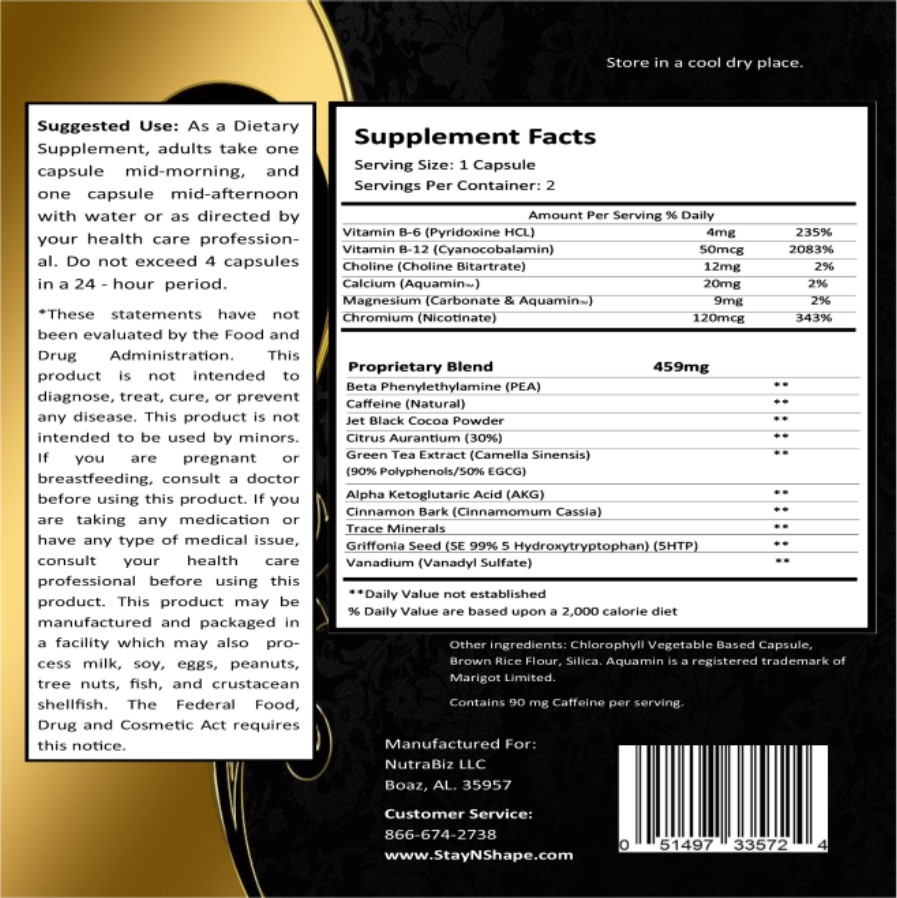 Store in a cool dry place.
Suggested Use: As a Dietary
Supplement, adults take one
capsule mid-morning, and
one capsule mid-afternoon
with water or as directed by
your health care profession-
al. Do not exceed 4 capsules
in a 24 - hour period.
*These statements have not
been evaluated by the Food and
Drug Administration. This
product is not intended to
diagnose, treat, cure, or prevent
any disease. This product is not
intended to be used by minors.
If you are pregnant or
breastfeeding, consult a doctor
before using this product. If you
are taking any medication or
have any type of medical issue,
consult your health care
professional before using this
product. This product may be
manufactured and packaged in
a facility which may also pro-
cess milk, soy, eggs, peanuts,
tree nuts, fish, and crustacean
shellfish. The Federal Food,
Drug and Cosmetic Act requires
this notice.
Supplement Facts
Serving Size: 1 Capsule
Servings Per Container: 2
Amount Per Serving % Daily
Vitamin B-6 (Pyridoxine HCL) 4mg 235%
Vitamin B-12 (Cyanocobalamin) 50mcg 2083%
Choline (Choline Bitartrate) 12mg 2%
Calcium (Aquamin™) 20mg 2%
Magnesium (Carbonate & Aquamin™) 9mg 2%
Chromium (Nicotinate) 120mcg 343%
Proprietary Blend 459mg
Beta Phenylethylamine (PEA) **
Caffeine (Natural) **
Jet Black Cocoa Powder **
Citrus Aurantium (30%) **
Green Tea Extract (Camella Sinensis) **
(90% Polyphenols/50% EGCG)
Alpha Ketoglutaric Acid (AKG) **
Cinnamon Bark (Cinnamomum Cassia) **
Trace Minerals **
Griffonia Seed (SE 99% 5 Hydroxytryptophan) (5HTP) **
Vanadium (Vanadyl Sulfate) **
**Daily Value not established
% Daily Value are based upon a 2,000 calorie diet
Other ingredients: Chlorophyll Vegetable Based Capsule,
Brown Rice Flour, Silica. Aquamin is a registered trademark of
Marigot Limited.
Contains 90 mg Caffeine per serving.
Manufactured For:
NutraBiz LLC
Boaz, AL. 35957
Customer Service:
866-674-2738
www.StayNShape.com
0 51497 33572 4